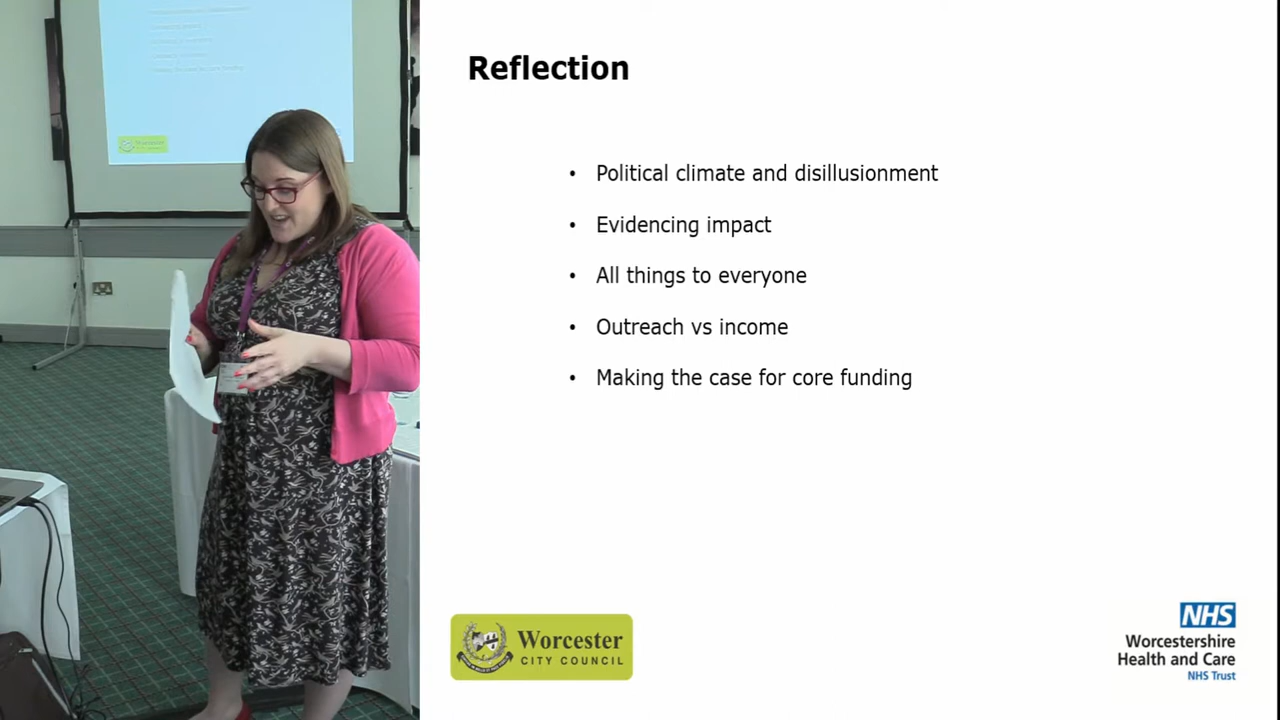 Reflection
• Political climate and disillusionment
• Evidencing impact
• All things to everyone
• Outreach vs income
• Making the case for core funding
Worcester
CITY COUNCIL
NHS
Worcestershire
Health and Care
NHS Trust